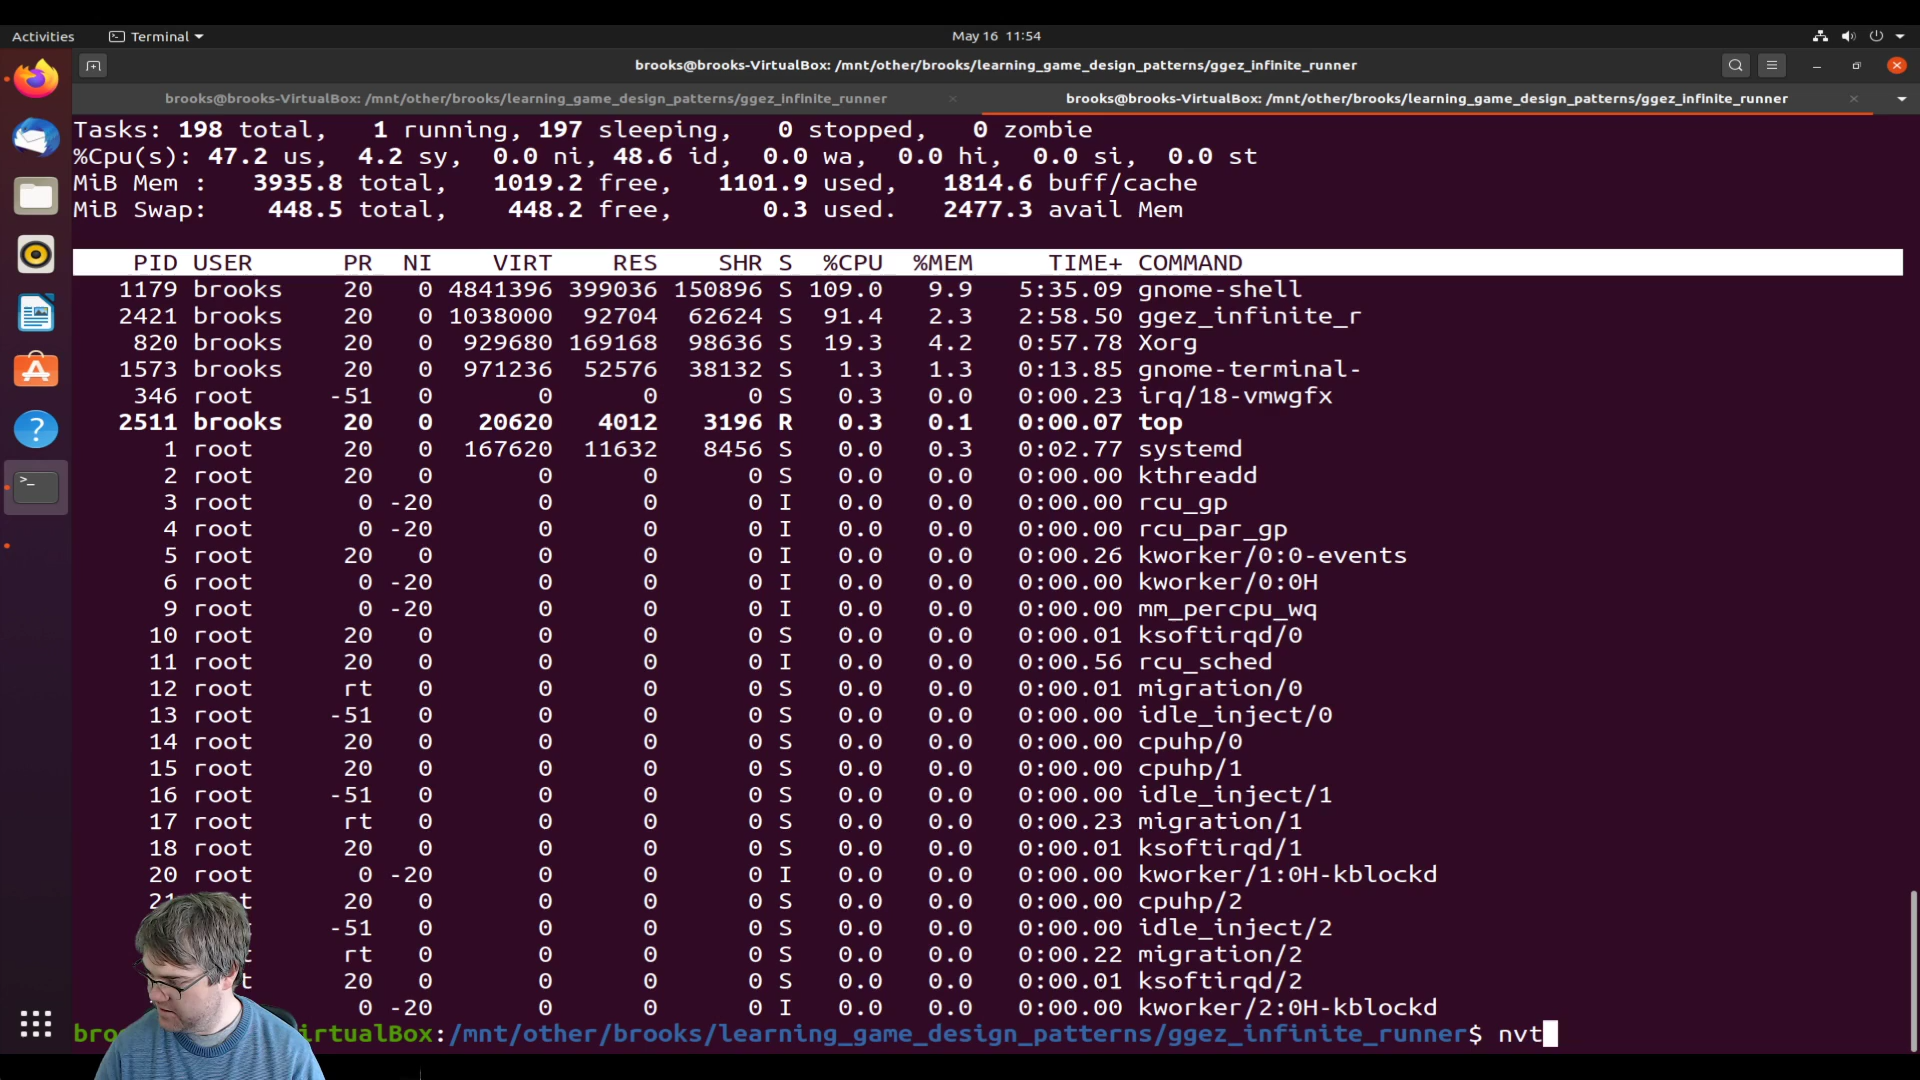 Activities Terminal May 16 11:54
brooks@brooks-VirtualBox: /mnt/other/brooks/learning_game_design_patterns/ggez_infinite_runner
brooks@brooks-VirtualBox: /mnt/other/brooks/learning_game_design_patterns/ggez_infinite_runner × brooks@brooks-VirtualBox: /mnt/other/brooks/learning_game_design_patterns/ggez_infinite_runner ×
Tasks: 198 total, 1 running, 197 sleeping, 0 stopped, 0 zombie
%Cpu(s): 47.2 us, 4.2 sy, 0.0 ni, 48.6 id, 0.0 wa, 0.0 hi, 0.0 si, 0.0 st
MiB Mem : 3935.8 total, 1019.2 free, 1101.9 used, 1814.6 buff/cache
MiB Swap: 448.5 total, 448.2 free, 0.3 used. 2477.3 avail Mem
PID USER PR NI VIRT RES SHR S %CPU %MEM TIME+ COMMAND
1179 brooks 20 0 4841396 399036 150896 S 109.0 9.9 5:35.09 gnome-shell
2421 brooks 20 0 1038000 92704 62624 S 91.4 2.3 2:58.50 ggez_infinite_r
820 brooks 20 0 929680 169168 98636 S 19.3 4.2 0:57.78 Xorg
1573 brooks 20 0 971236 52576 38132 S 1.3 1.3 0:13.85 gnome-terminal-
346 root -51 0 0 0 0 S 0.3 0.0 0:00.23 irq/18-vmwgfx
2511 brooks 20 0 20620 4012 3196 R 0.3 0.1 0:00.07 top
1 root 20 0 167620 11632 8456 S 0.0 0.3 0:02.77 systemd
2 root 20 0 0 0 0 S 0.0 0.0 0:00.00 kthreadd
3 root 0 -20 0 0 0 I 0.0 0.0 0:00.00 rcu_gp
4 root 0 -20 0 0 0 I 0.0 0.0 0:00.00 rcu_par_gp
5 root 20 0 0 0 0 I 0.0 0.0 0:00.26 kworker/0:0-events
6 root 0 -20 0 0 0 I 0.0 0.0 0:00.00 kworker/0:0H
9 root 0 -20 0 0 0 I 0.0 0.0 0:00.00 mm_percpu_wq
10 root 20 0 0 0 0 S 0.0 0.0 0:00.01 ksoftirqd/0
11 root 20 0 0 0 0 I 0.0 0.0 0:00.56 rcu_sched
12 root rt 0 0 0 0 S 0.0 0.0 0:00.01 migration/0
13 root -51 0 0 0 0 S 0.0 0.0 0:00.00 idle_inject/0
14 root 20 0 0 0 0 S 0.0 0.0 0:00.00 cpuhp/0
15 root 20 0 0 0 0 S 0.0 0.0 0:00.00 cpuhp/1
16 root -51 0 0 0 0 S 0.0 0.0 0:00.00 idle_inject/1
17 root rt 0 0 0 0 S 0.0 0.0 0:00.23 migration/1
18 root 20 0 0 0 0 S 0.0 0.0 0:00.01 ksoftirqd/1
20 root 0 -20 0 0 0 I 0.0 0.0 0:00.00 kworker/1:0H-kblockd
20 0 0 0 0 S 0.0 0.0 0:00.00 cpuhp/2
-51 0 0 0 0 S 0.0 0.0 0:00.00 idle_inject/2
rt 0 0 0 0 S 0.0 0.0 0:00.22 migration/2
20 0 0 0 0 S 0.0 0.0 0:00.01 ksoftirqd/2
0 -20 0 0 0 I 0.0 0.0 0:00.00 kworker/2:0H-kblockd
bro irtualBox:/mnt/other/brooks/learning_game_design_patterns/ggez_infinite_runner$ nvt